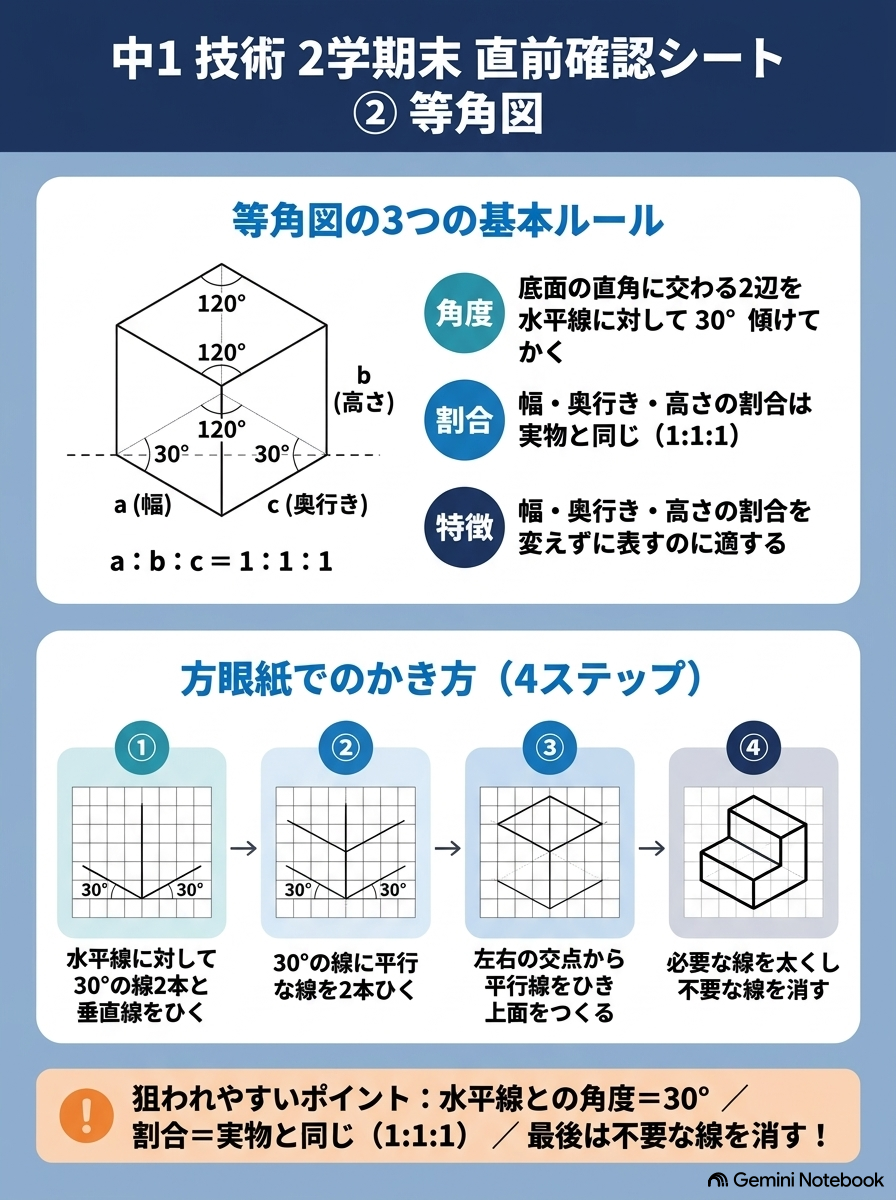 中1 技術 2学期末 直前確認シート
② 等角図
等角図の3つの基本ルール
120°
120°
120°
30°
30°
b
(高さ)
a (幅)
c (奥行き)
a：b：c＝1：1：1
角度
底面の直角に交わる2辺を
水平線に対して 30° 傾けて
かく
割合
幅・奥行き・高さの割合は
実物と同じ（1:1:1）
特徴
幅・奥行き・高さの割合を
変えずに表すのに適する
方眼紙でのかき方（4ステップ）
①
30°
30°
水平線に対して
30°の線2本と
垂直線をひく
②
30°
30°
30°の線に平行
な線を2本ひく
③
左右の交点から
平行線をひき
上面をつくる
④
必要な線を太くし
不要な線を消す
!
狙われやすいポイント：水平線との角度＝30° ／
割合＝実物と同じ（1:1:1） ／ 最後は不要な線を消す！
Gemini Notebook